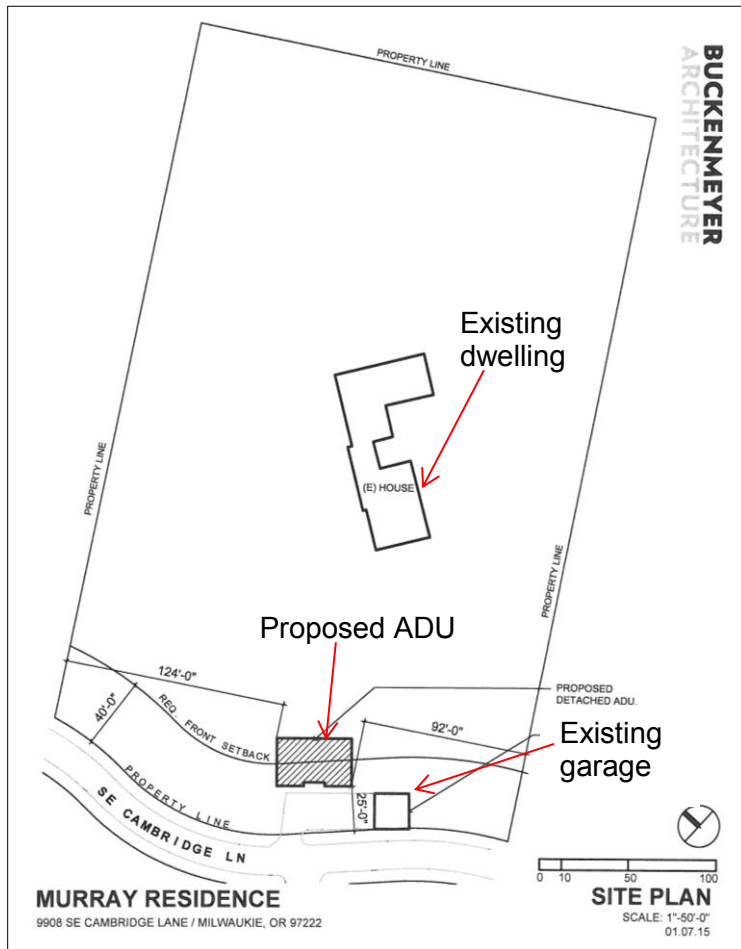 PROPERTY LINE
BUCKENMEYER
ARCHITECTURE
Existing
dwelling
(E) HOUSE
PROPERTY LINE
PROPERTY LINE
Proposed ADU
124'-0"
40'-0"
REQ. FRONT SETBACK
PROPOSED
DETACHED ADU.
92'-0"
Existing
garage
25'-0"
PROPERTY LINE
SE CAMBRIDGE LN
0 10 50 100
MURRAY RESIDENCE
9908 SE CAMBRIDGE LANE / MILWAUKIE, OR 97222
SITE PLAN
SCALE: 1"-50'-0"
01.07.15